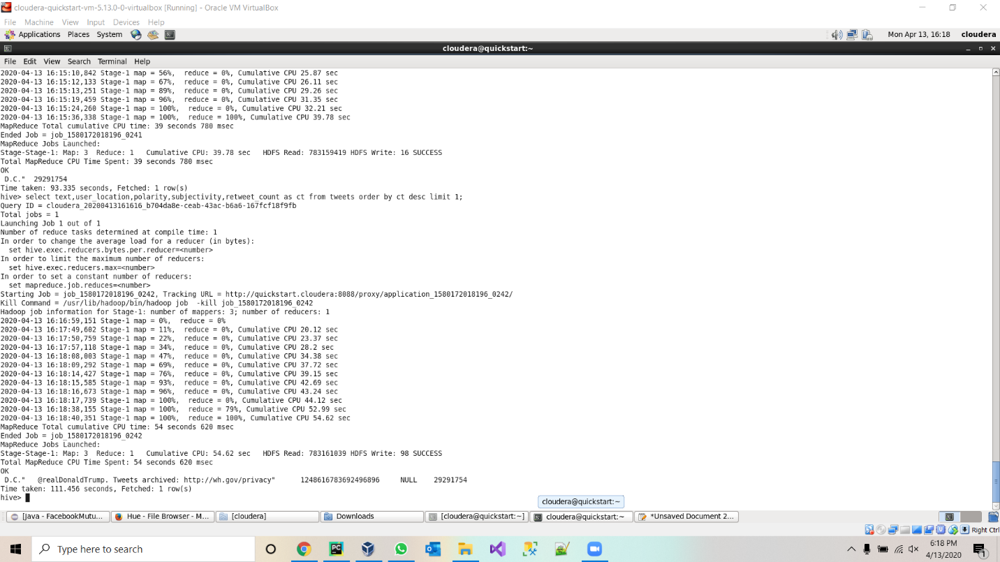 cloudera-quickstart-vm-5.13.0-0-virtualbox [Running] - Oracle VM VirtualBox
File Machine View Input Devices Help
Applications Places System Mon Apr 13, 16:18 cloudera
cloudera@quickstart:~
File Edit View Search Terminal Help
2020-04-13 16:15:10,842 Stage-1 map = 56%,  reduce = 0%, Cumulative CPU 25.87 sec
2020-04-13 16:15:12,133 Stage-1 map = 67%,  reduce = 0%, Cumulative CPU 26.11 sec
2020-04-13 16:15:13,251 Stage-1 map = 89%,  reduce = 0%, Cumulative CPU 29.26 sec
2020-04-13 16:15:19,459 Stage-1 map = 96%,  reduce = 0%, Cumulative CPU 31.35 sec
2020-04-13 16:15:24,260 Stage-1 map = 100%,  reduce = 0%, Cumulative CPU 32.21 sec
2020-04-13 16:15:36,338 Stage-1 map = 100%,  reduce = 100%, Cumulative CPU 39.78 sec
MapReduce Total cumulative CPU time: 39 seconds 780 msec
Ended Job = job_1580172018196_0241
MapReduce Jobs Launched:
Stage-Stage-1: Map: 3  Reduce: 1   Cumulative CPU: 39.78 sec   HDFS Read: 783159419 HDFS Write: 16 SUCCESS
Total MapReduce CPU Time Spent: 39 seconds 780 msec
OK
D.C."  29291754
Time taken: 93.335 seconds, Fetched: 1 row(s)
hive> select text,user_location,polarity,subjectivity,retweet_count as ct from tweets order by ct desc limit 1;
Query ID = cloudera_20200413161616_b704da8e-ceab-43ac-b6a6-167fcf18f9fb
Total jobs = 1
Launching Job 1 out of 1
Number of reduce tasks determined at compile time: 1
In order to change the average load for a reducer (in bytes):
  set hive.exec.reducers.bytes.per.reducer=<number>
In order to limit the maximum number of reducers:
  set hive.exec.reducers.max=<number>
In order to set a constant number of reducers:
  set mapreduce.job.reduces=<number>
Starting Job = job_1580172018196_0242, Tracking URL = http://quickstart.cloudera:8088/proxy/application_1580172018196_0242/
Kill Command = /usr/lib/hadoop/bin/hadoop job  -kill job_1580172018196_0242
Hadoop job information for Stage-1: number of mappers: 3; number of reducers: 1
2020-04-13 16:16:59,151 Stage-1 map = 0%,  reduce = 0%
2020-04-13 16:17:49,602 Stage-1 map = 11%,  reduce = 0%, Cumulative CPU 20.12 sec
2020-04-13 16:17:50,759 Stage-1 map = 22%,  reduce = 0%, Cumulative CPU 23.37 sec
2020-04-13 16:17:57,118 Stage-1 map = 34%,  reduce = 0%, Cumulative CPU 28.2 sec
2020-04-13 16:18:08,003 Stage-1 map = 47%,  reduce = 0%, Cumulative CPU 34.38 sec
2020-04-13 16:18:09,292 Stage-1 map = 69%,  reduce = 0%, Cumulative CPU 37.72 sec
2020-04-13 16:18:14,427 Stage-1 map = 76%,  reduce = 0%, Cumulative CPU 39.15 sec
2020-04-13 16:18:15,585 Stage-1 map = 93%,  reduce = 0%, Cumulative CPU 42.69 sec
2020-04-13 16:18:16,673 Stage-1 map = 96%,  reduce = 0%, Cumulative CPU 43.24 sec
2020-04-13 16:18:17,739 Stage-1 map = 100%,  reduce = 0%, Cumulative CPU 44.12 sec
2020-04-13 16:18:38,155 Stage-1 map = 100%,  reduce = 79%, Cumulative CPU 52.99 sec
2020-04-13 16:18:40,351 Stage-1 map = 100%,  reduce = 100%, Cumulative CPU 54.62 sec
MapReduce Total cumulative CPU time: 54 seconds 620 msec
Ended Job = job_1580172018196_0242
MapReduce Jobs Launched:
Stage-Stage-1: Map: 3  Reduce: 1   Cumulative CPU: 54.62 sec   HDFS Read: 783161039 HDFS Write: 98 SUCCESS
Total MapReduce CPU Time Spent: 54 seconds 620 msec
OK
D.C."   @realDonaldTrump. Tweets archived: http://wh.gov/privacy"      1248616783692496896     NULL    29291754
Time taken: 111.456 seconds, Fetched: 1 row(s)
hive>
cloudera@quickstart:~
[Java - FacebookMutu... Hue - File Browser - M... [cloudera] Downloads [cloudera@quickstart:~] cloudera@quickstart:~ *Unsaved Document 2...
Right Ctrl
Type here to search
6:18 PM
4/13/2020
1